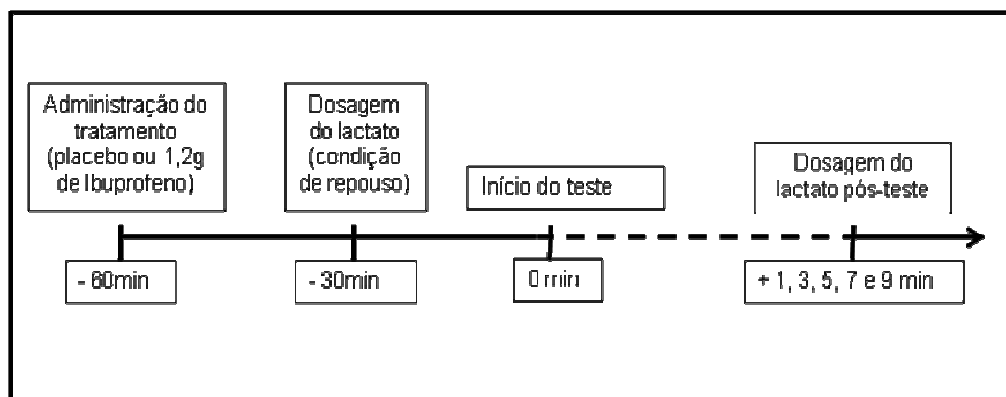 Administração do
tratamento
(placebo ou 1,2g
de Ibuprofeno)
Dosagem
do lactato
(condição
de repouso)
Início do teste
Dosagem do
lactato pós-teste
- 60min
- 30min
0 min
+ 1, 3, 5, 7 e 9 min